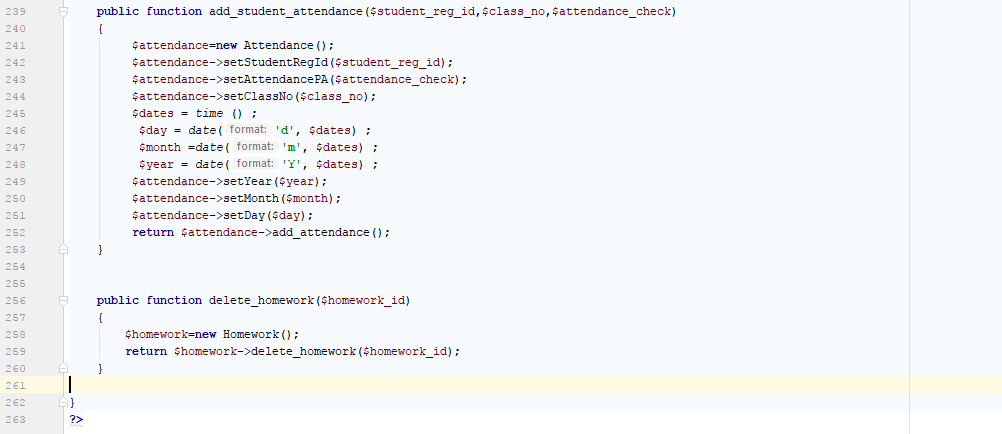 239 public function add_student_attendance($student_reg_id,$class_no,$attendance_check)
240 {
241 $attendance=new Attendance();
242 $attendance->setStudentRegId($student_reg_id);
243 $attendance->setAttendancePA($attendance_check);
244 $attendance->setClassNo($class_no);
245 $dates = time () ;
246 $day = date( format: 'd', $dates) ;
247 $month =date( format: 'm', $dates) ;
248 $year = date( format: 'Y', $dates) ;
249 $attendance->setYear($year);
250 $attendance->setMonth($month);
251 $attendance->setDay($day);
252 return $attendance->add_attendance();
253 }
254
255
256 public function delete_homework($homework_id)
257 {
258 $homework=new Homework();
259 return $homework->delete_homework($homework_id);
260 }
261
262 }
263 ?>